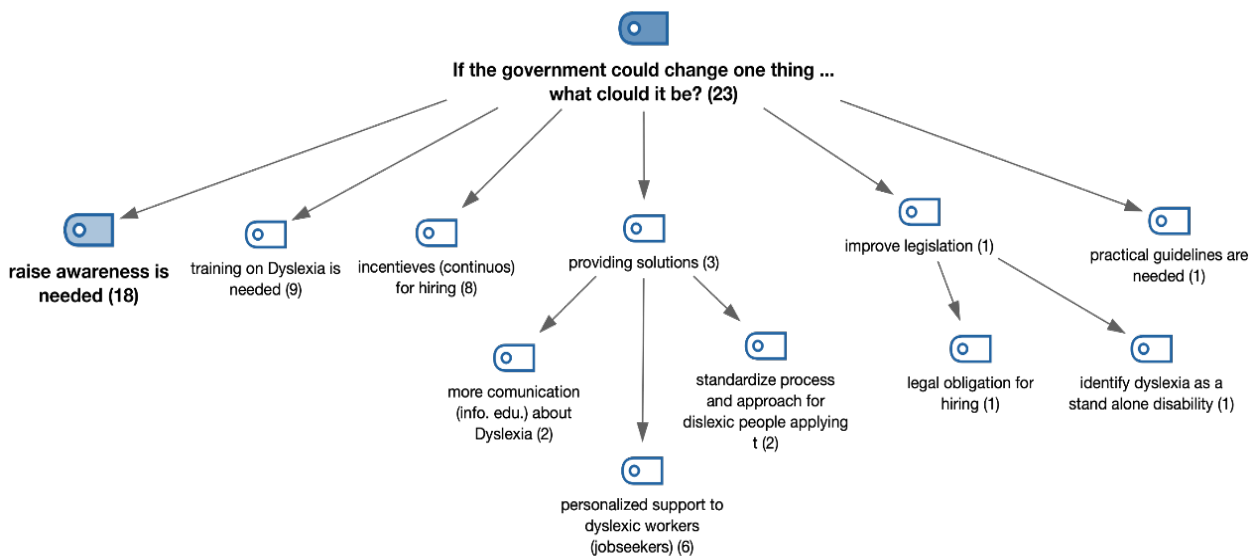 If the government could change one thing ...
what clould it be? (23)
raise awareness is
needed (18)
training on Dyslexia is
needed (9)
incentieves (continuos)
for hiring (8)
providing solutions (3)
improve legislation (1)
practical guidelines are
needed (1)
more comunication
(info. edu.) about
Dyslexia (2)
standardize process
and approach for
dislexic people applying
t (2)
legal obligation for
hiring (1)
identify dyslexia as a
stand alone disability (1)
personalized support to
dyslexic workers
(jobseekers) (6)